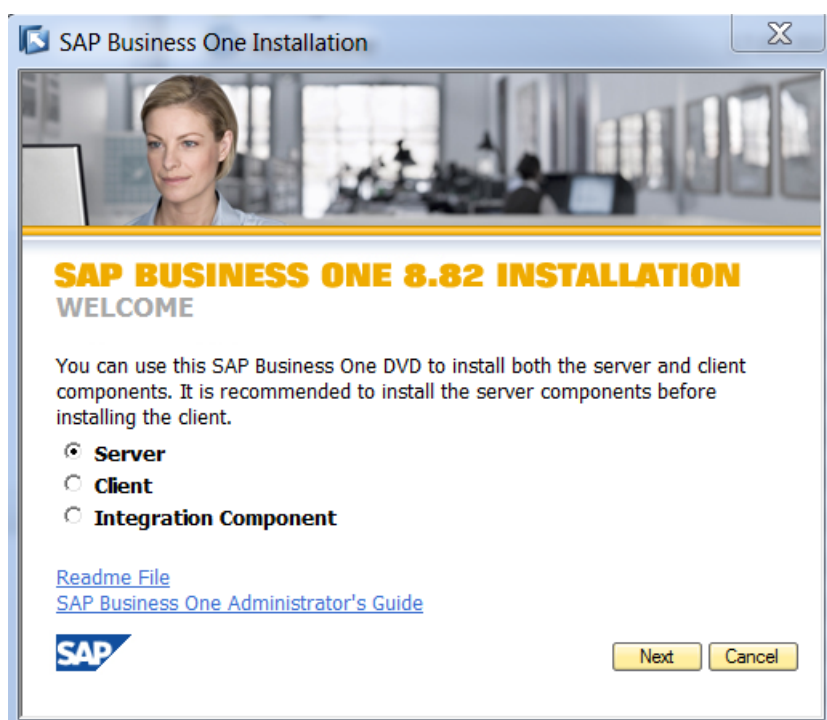 SAP Business One Installation
SAP BUSINESS ONE 8.82 INSTALLATION
WELCOME
You can use this SAP Business One DVD to install both the server and client
components. It is recommended to install the server components before
installing the client.
Server
Client
Integration Component
Readme File
SAP Business One Administrator's Guide
SAP
Next Cancel